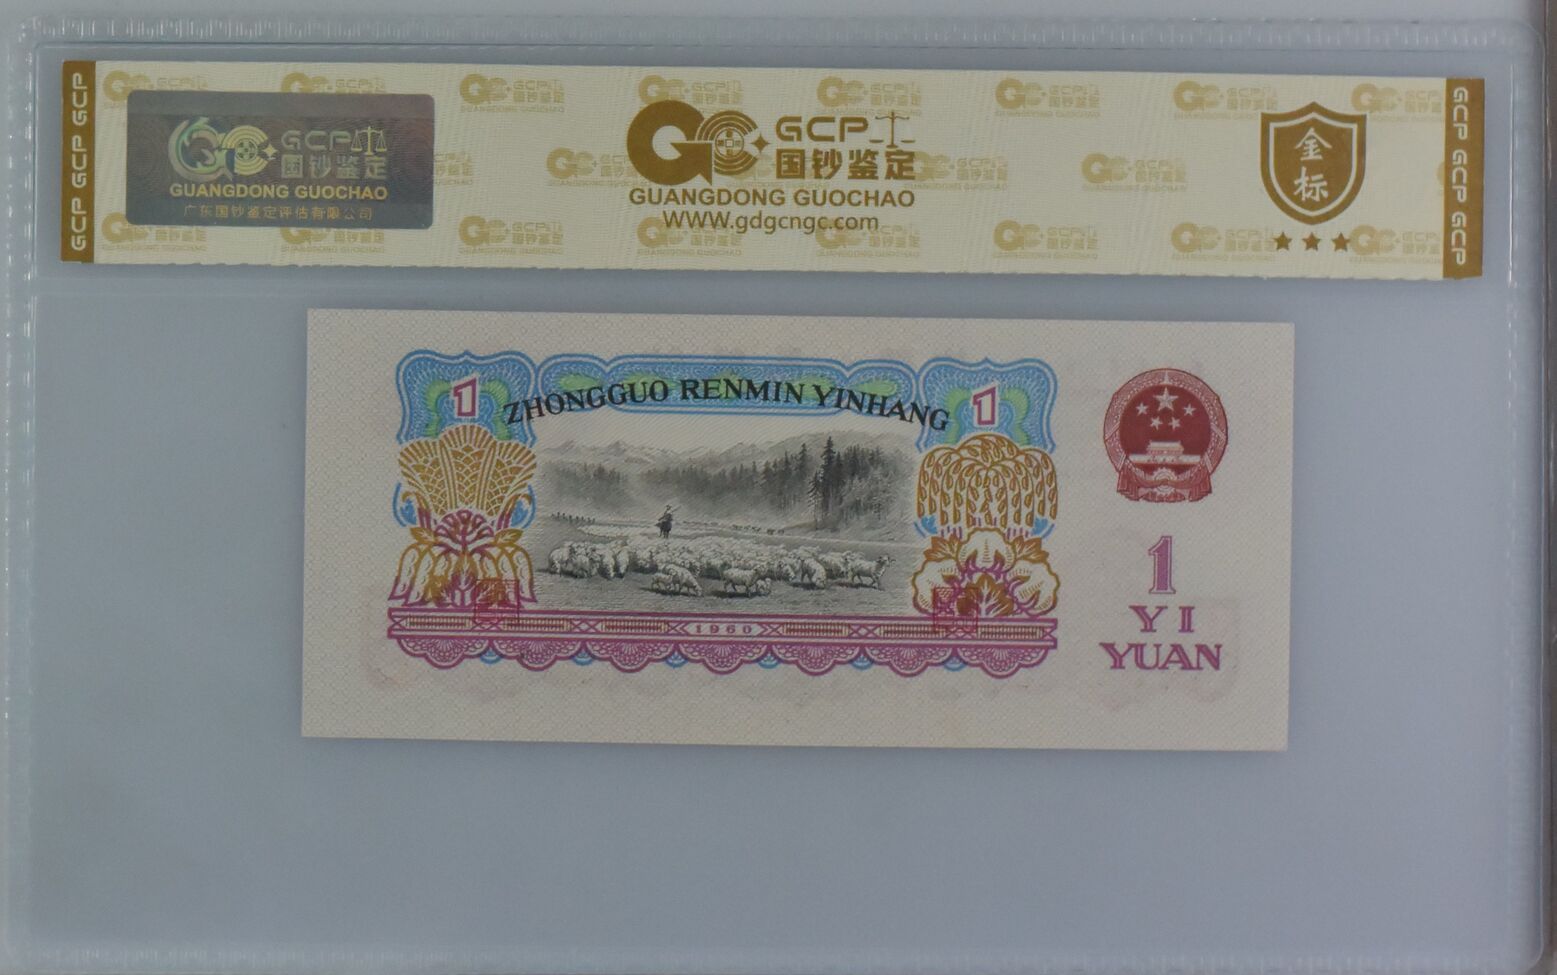 GCP GCP GCP
GCP
国钞鉴定
GUANGDONG GUOCHAO
广东国钞鉴定评估有限公司
GCP
国钞鉴定
GUANGDONG GUOCHAO
WWW.gdgcngc.com
金标
GCP GCP GCP
1
ZHONGGUO RENMIN YINHANG
1
1960
1
YI
YUAN